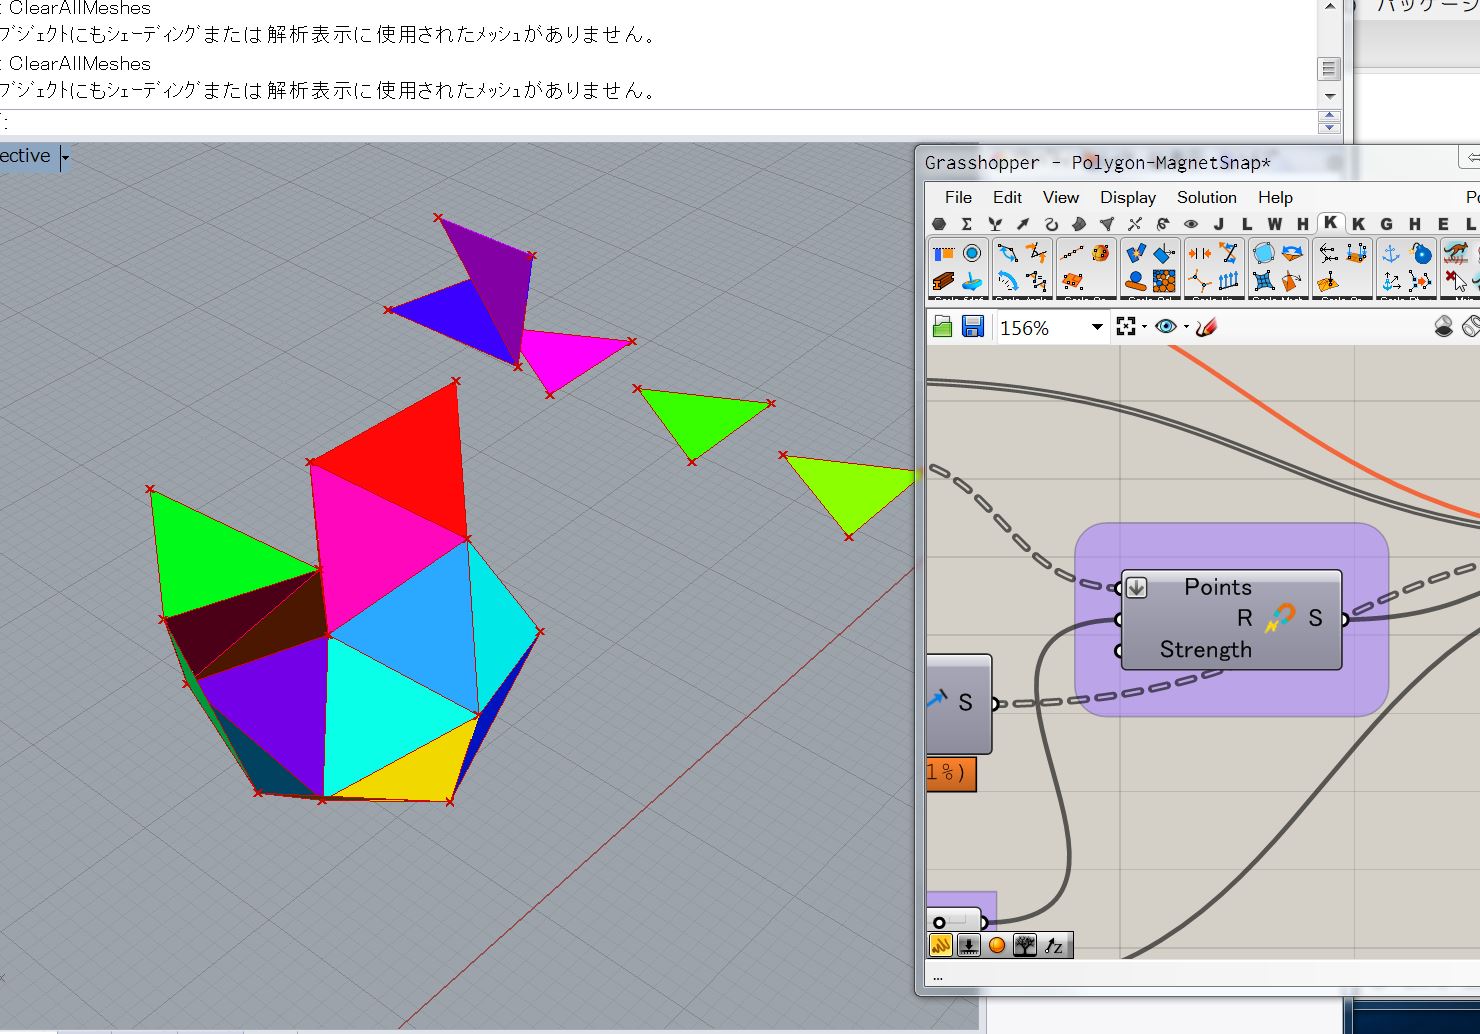 : ClearAllMeshes
ブジェクトにもシェーディングまたは解析表示に使用されたメッシュがありません。
: ClearAllMeshes
ブジェクトにもシェーディングまたは解析表示に使用されたメッシュがありません。
:
ective
パッケージ
Grasshopper - Polygon-MagnetSnap*
File Edit View Display Solution Help Po
J L W H K K G H E L
156%
Points
R S
Strength
S
1%)
...